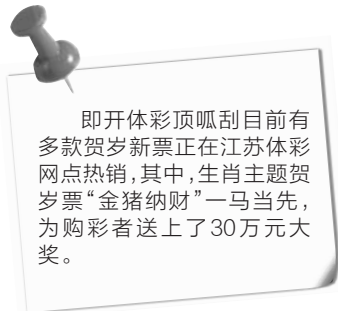 即开体彩顶呱刮目前有
多款贺岁新票正在江苏体彩
网点热销，其中，生肖主题贺
岁票“金猪纳财”一马当先，
为购彩者送上了30万元大
奖。